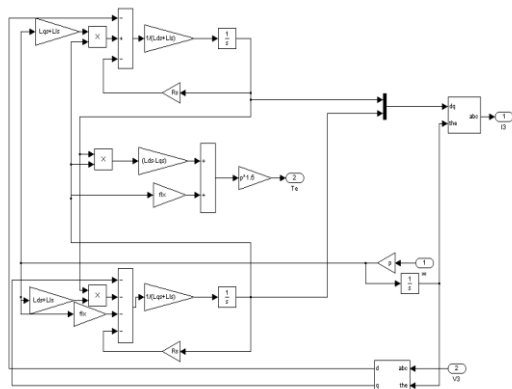 Lqs+Lls
X
1/(Lds+Lls)
1
s
Rs
dq
the
abc
1
I3
X
(Lds-Lqs)
p*1.5
2
Te
flx
p
1
w
1
s
Lds+Lls
X
flx
1/(Lqs+Lls)
1
s
Rs
d
q
abc
the
2
V3